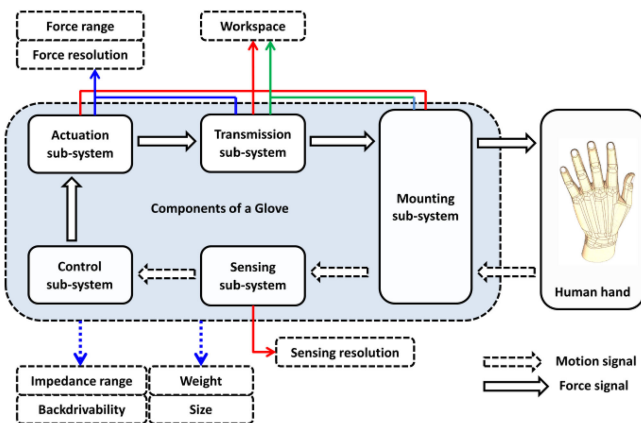 Force range
Force resolution
Workspace
Actuation
sub-system
Transmission
sub-system
Mounting
sub-system
Components of a Glove
Control
sub-system
Sensing
sub-system
Human hand
Sensing resolution
Impedance range
Backdrivability
Weight
Size
Motion signal
Force signal